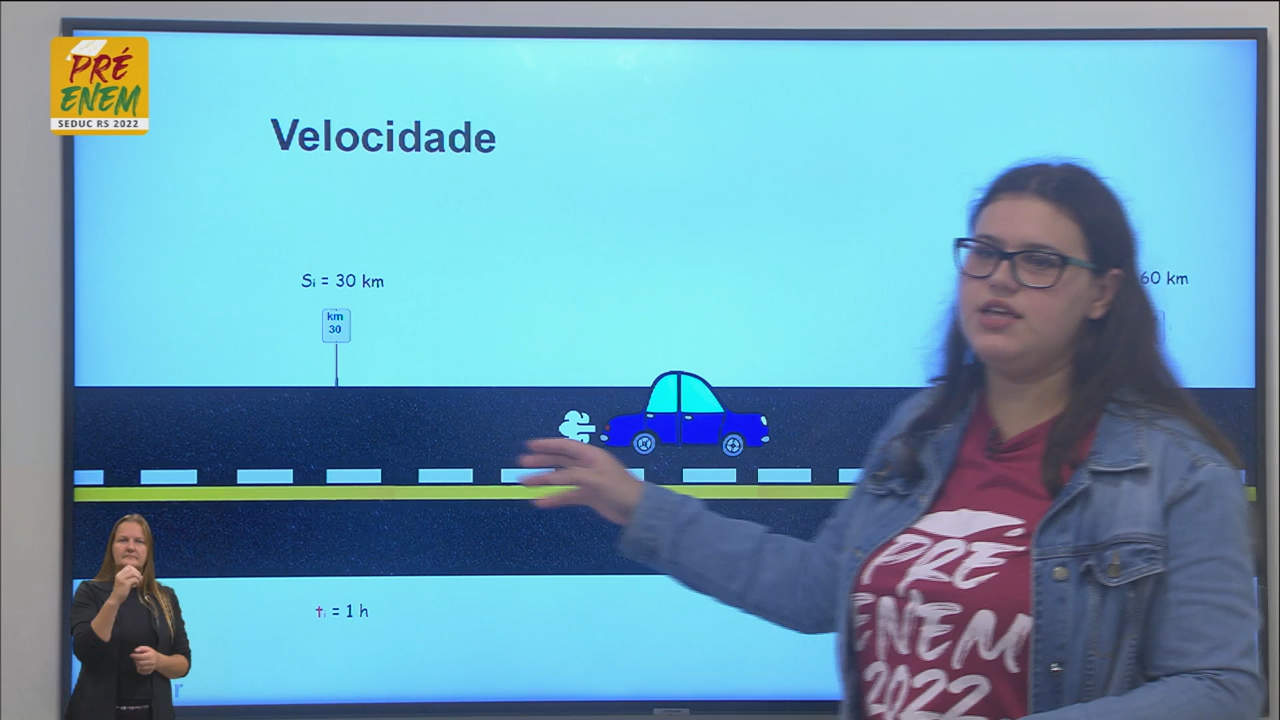 PRÉ
ENEM
SEDUC RS 2022
Velocidade
Si = 30 km
60 km
km
30
ti = 1 h
PRÉ
ENEM
2022